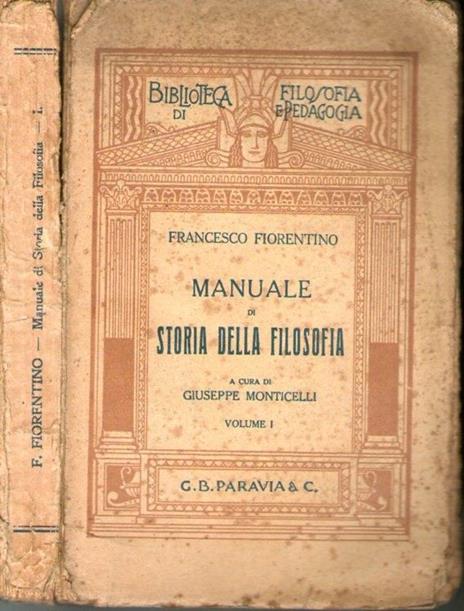 F. FIORENTINO — Manuale di Storia della Filosofia — I.
BIBLIOTECA
DI
FILOSOFIA
E PEDAGOGIA
FRANCESCO FIORENTINO
MANUALE
DI
STORIA DELLA FILOSOFIA
A CURA DI
GIUSEPPE MONTICELLI
VOLUME I
G. B. PARAVIA & C.